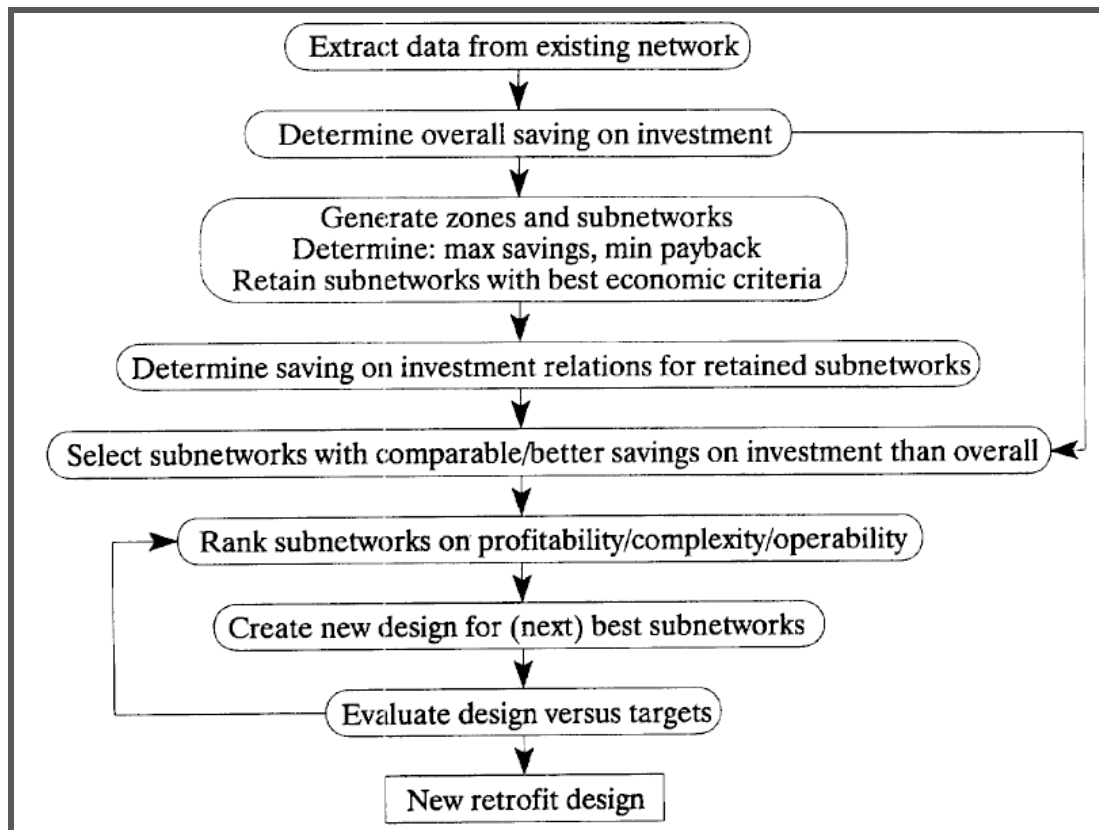 Extract data from existing network
Determine overall saving on investment
Generate zones and subnetworks
Determine: max savings, min payback
Retain subnetworks with best economic criteria
Determine saving on investment relations for retained subnetworks
Select subnetworks with comparable/better savings on investment than overall
Rank subnetworks on profitability/complexity/operability
Create new design for (next) best subnetworks
Evaluate design versus targets
New retrofit design